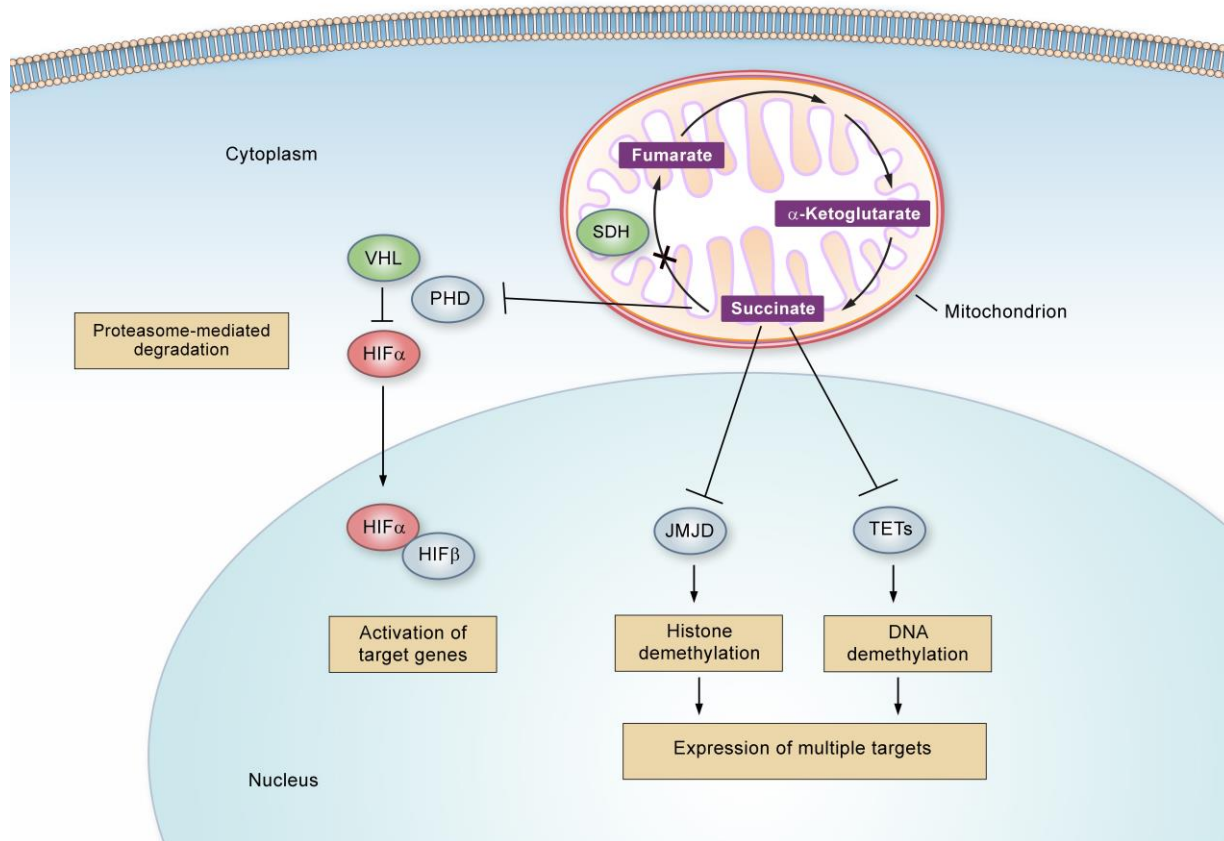 Cytoplasm
Fumarate
α-Ketoglutarate
SDH
VHL
PHD
Succinate
Mitochondrion
Proteasome-mediated
degradation
HIFα
HIFα
HIFβ
JMJD
TETs
Activation of
target genes
Histone
demethylation
DNA
demethylation
Expression of multiple targets
Nucleus